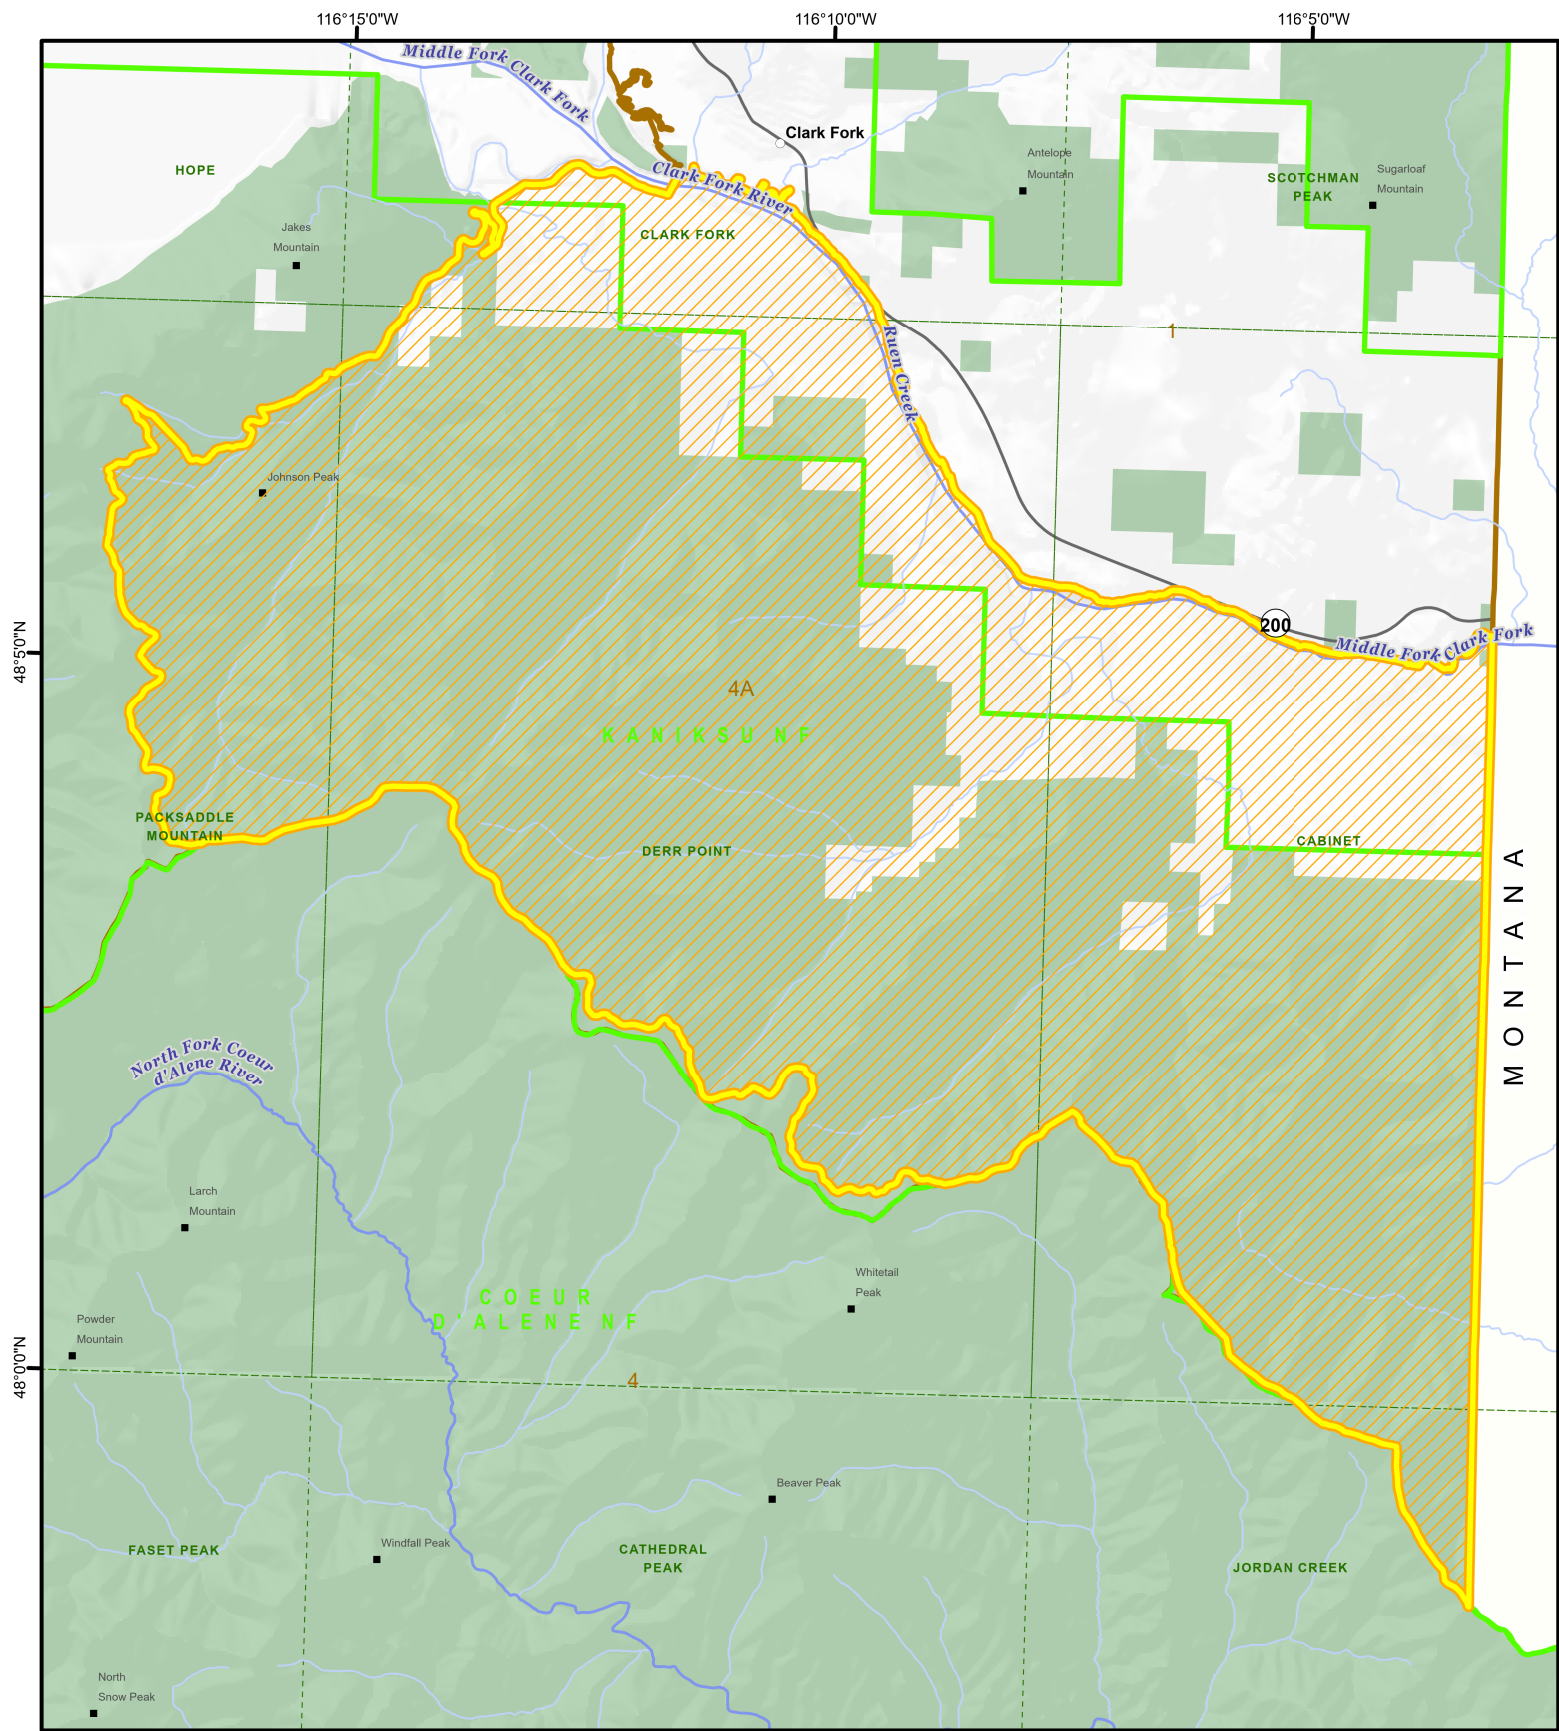 116°15'0"W
116°10'0"W
116°5'0"W
Middle Fork Clark Fork
Clark Fork
Antelope
Mountain
HOPE
Clark Fork River
SCOTCHMAN
PEAK
Sugarloaf
Mountain
Jakes
Mountain
CLARK FORK
1
Ruen Creek
Johnson Peak
200
Middle Fork Clark Fork
48°5'0"N
4A
KANIKSU NF
PACKSADDLE
MOUNTAIN
DERR POINT
CABINET
MONTANA
North Fork Coeur
d'Alene River
Larch
Mountain
Whitetail
Peak
COEUR
D'ALENE NF
Powder
Mountain
48°0'0"N
4
Beaver Peak
Windfall Peak
FASET PEAK
CATHEDRAL
PEAK
JORDAN CREEK
North
Snow Peak